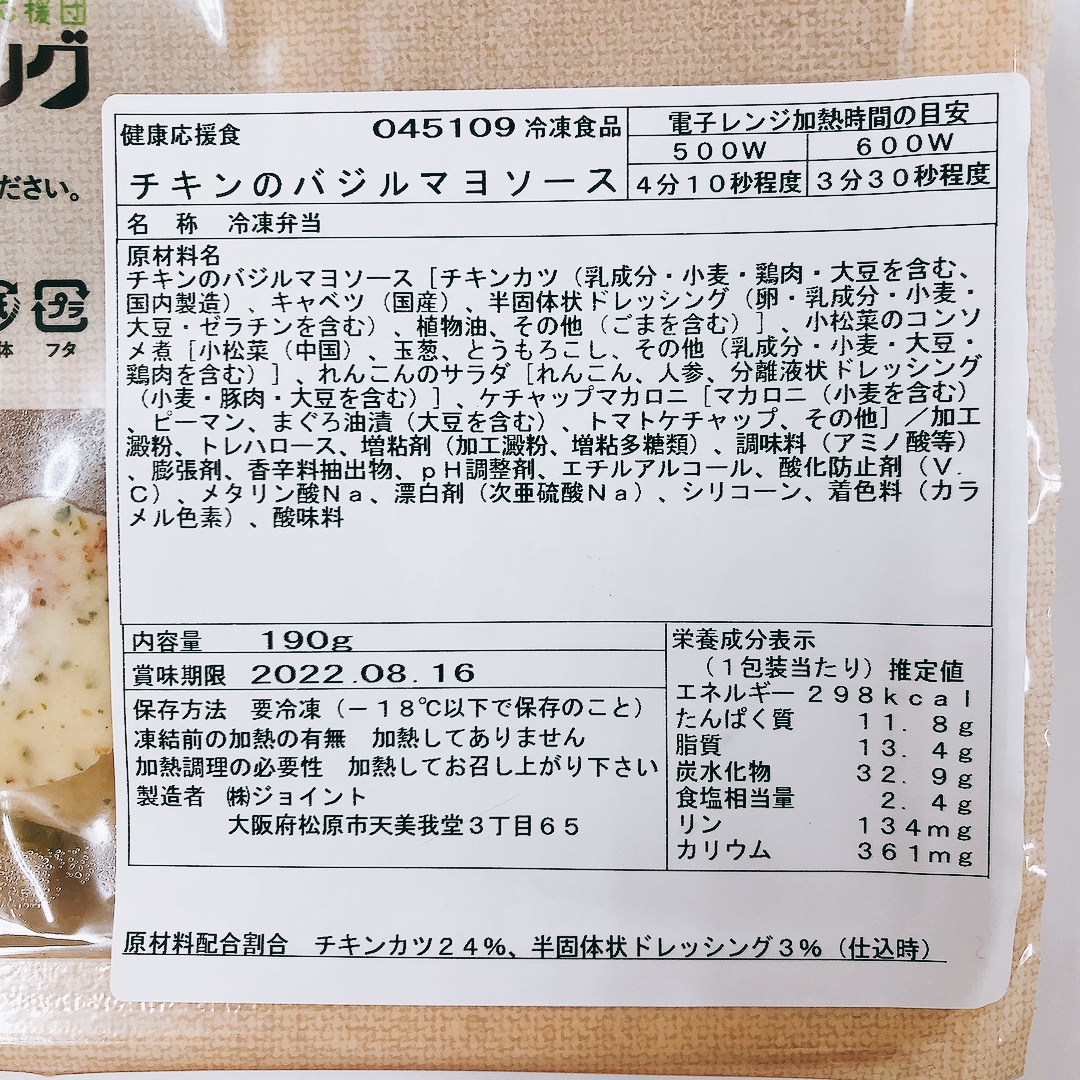 応援団
ング
ださい。
プラ
体 フタ
健康応援食 045109 冷凍食品
チキンのバジルマヨソース
電子レンジ加熱時間の目安
500W 600W
4分10秒程度 3分30秒程度
名 称 冷凍弁当
原材料名
チキンのバジルマヨソース[チキンカツ(乳成分・小麦・鶏肉・大豆を含む、
国内製造)、キャベツ(国産)、半固体状ドレッシング(卵・乳成分・小麦・
大豆・ゼラチンを含む)、植物油、その他(ごまを含む)]、小松菜のコンソ
メ煮[小松菜(中国)、玉葱、とうもろこし、その他(乳成分・小麦・大豆・
鶏肉を含む)]、れんこんのサラダ[れんこん、人参、分離液状ドレッシング
(小麦・豚肉・大豆を含む)]、ケチャップマカロニ[マカロニ(小麦を含む)
、ピーマン、まぐろ油漬(大豆を含む)、トマトケチャップ、その他]/加工
澱粉、トレハロース、増粘剤(加工澱粉、増粘多糖類)、調味料(アミノ酸等)
、膨張剤、香辛料抽出物、pH調整剤、エチルアルコール、酸化防止剤(V.
C)、メタリン酸Na、漂白剤(次亜硫酸Na)、シリコーン、着色料(カラ
メル色素)、酸味料
内容量 190g
賞味期限 2022.08.16
保存方法 要冷凍(-18℃以下で保存のこと)
凍結前の加熱の有無 加熱してありません
加熱調理の必要性 加熱してお召し上がり下さい
製造者 ㈱ジョイント
大阪府松原市天美我堂3丁目65
栄養成分表示
(1包装当たり)推定値
エネルギー 298kcal
たんぱく質 11.8g
脂質 13.4g
炭水化物 32.9g
食塩相当量 2.4g
リン 134mg
カリウム 361mg
原材料配合割合 チキンカツ24%、半固体状ドレッシング3%(仕込時)